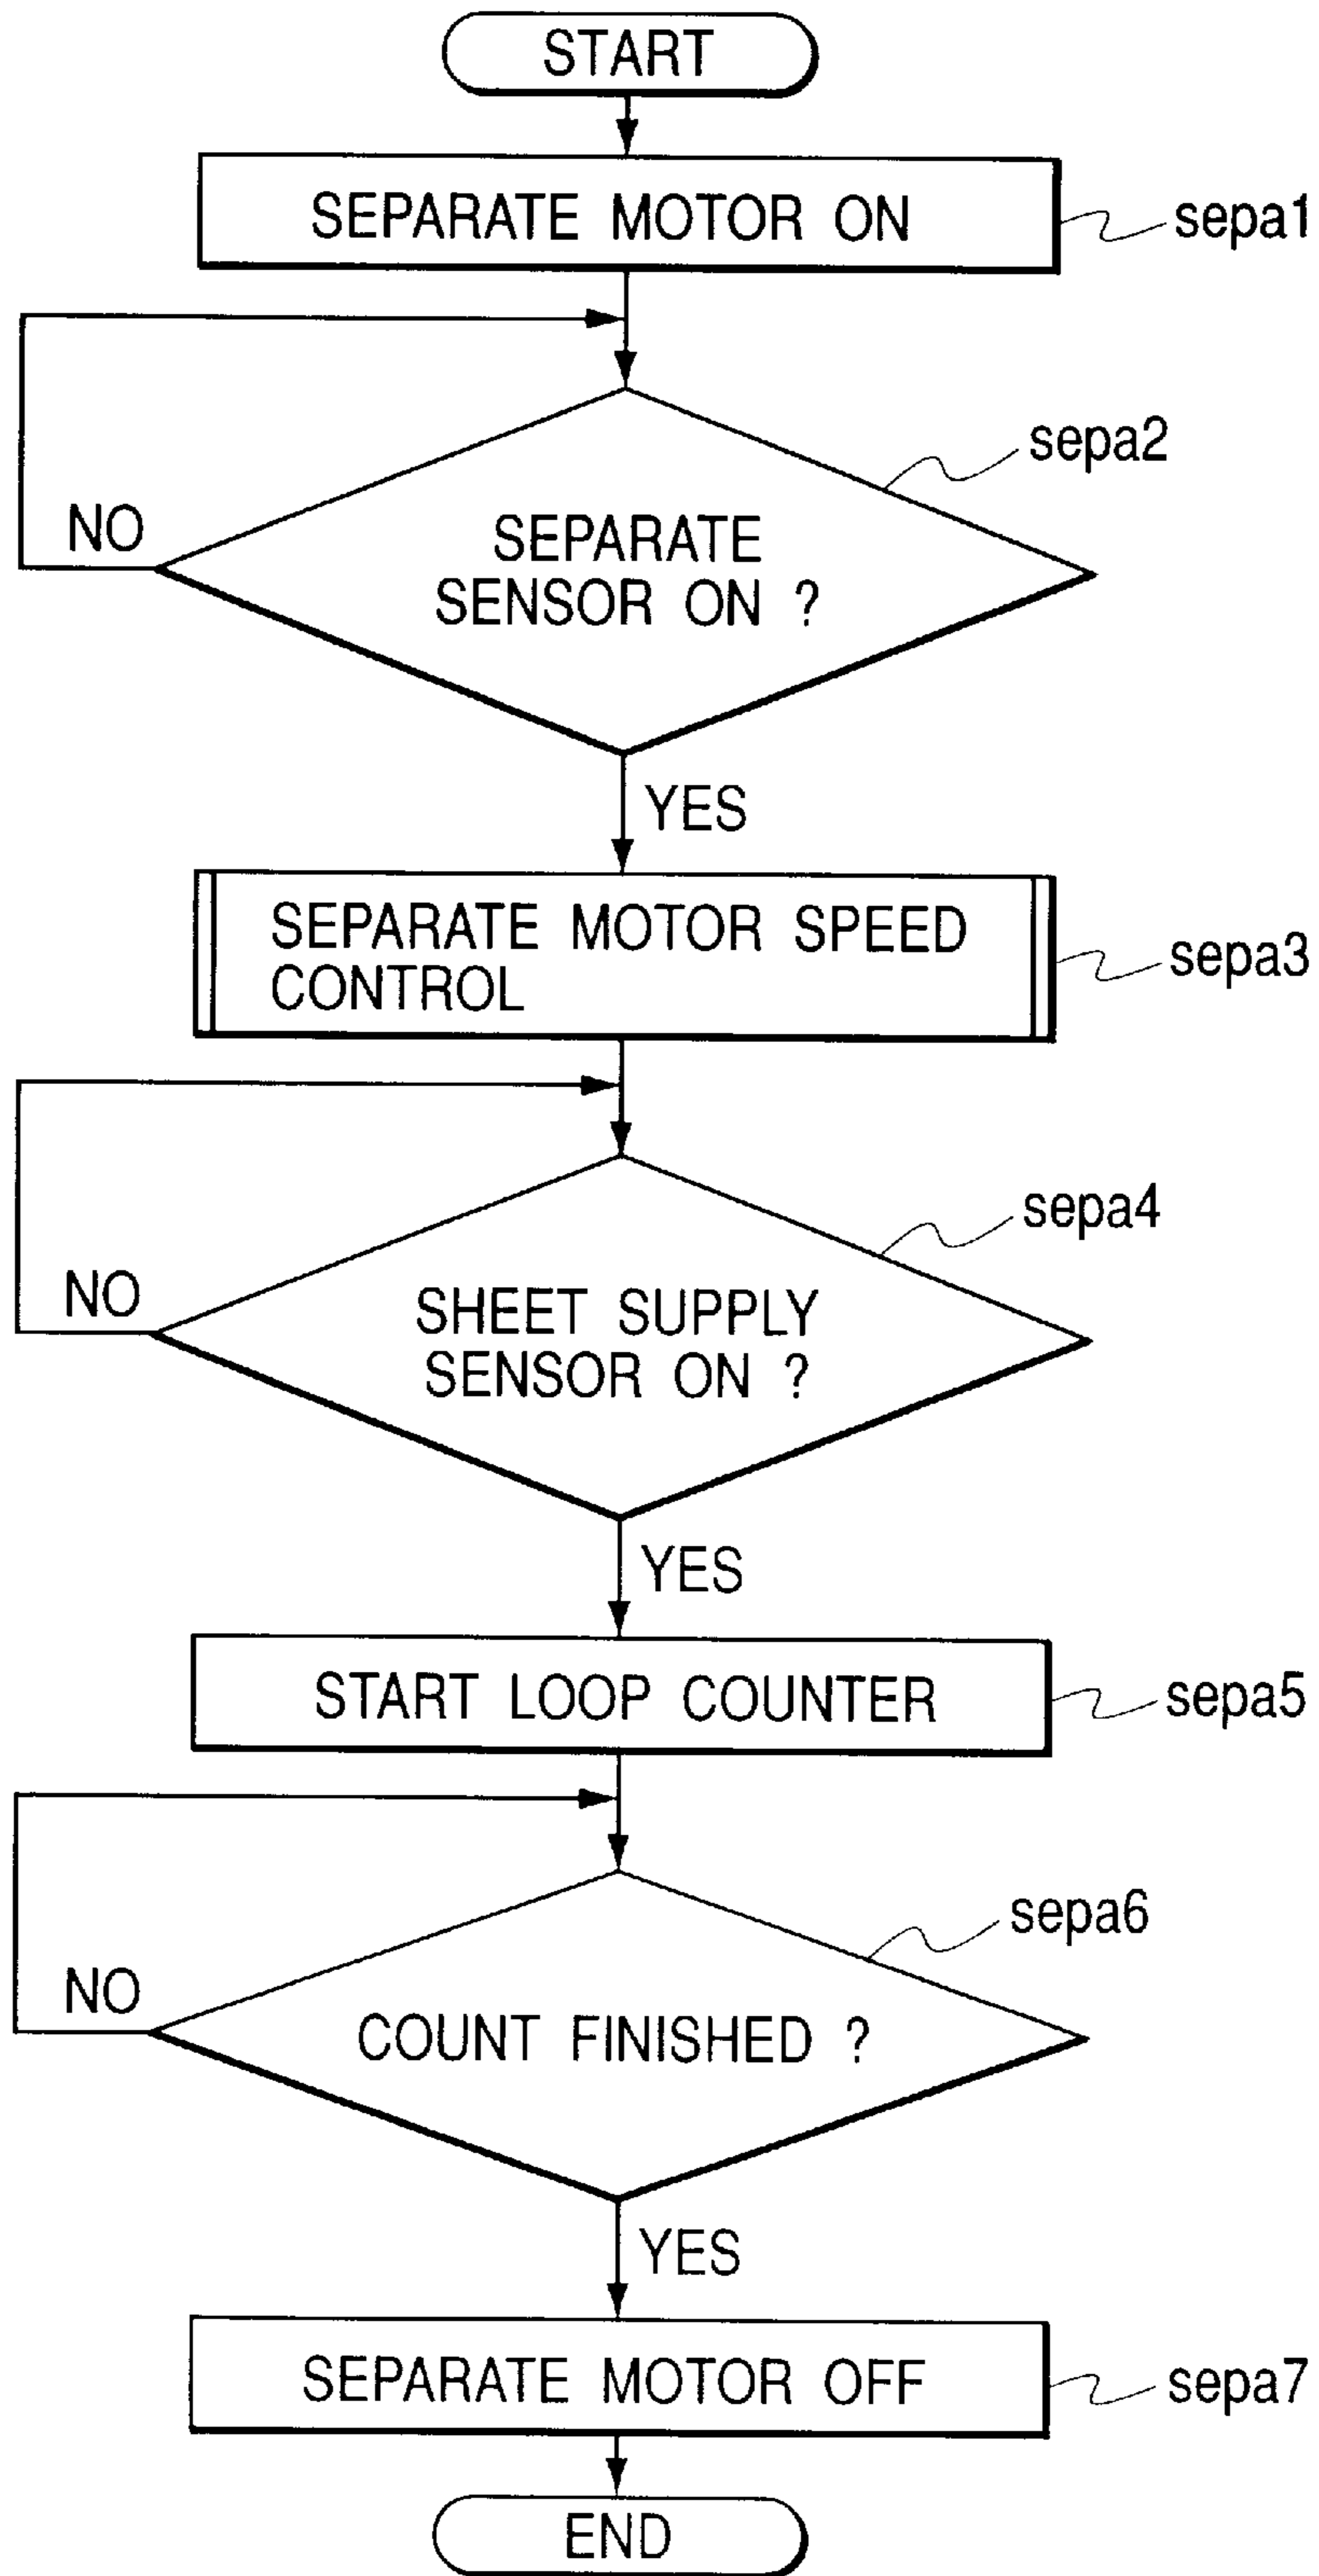 START
SEPARATE MOTOR ON
sepa1
sepa2
NO
SEPARATE
SENSOR ON ?
YES
SEPARATE MOTOR SPEED
CONTROL
sepa3
sepa4
NO
SHEET SUPPLY
SENSOR ON ?
YES
START LOOP COUNTER
sepa5
sepa6
NO
COUNT FINISHED ?
YES
SEPARATE MOTOR OFF
sepa7
END